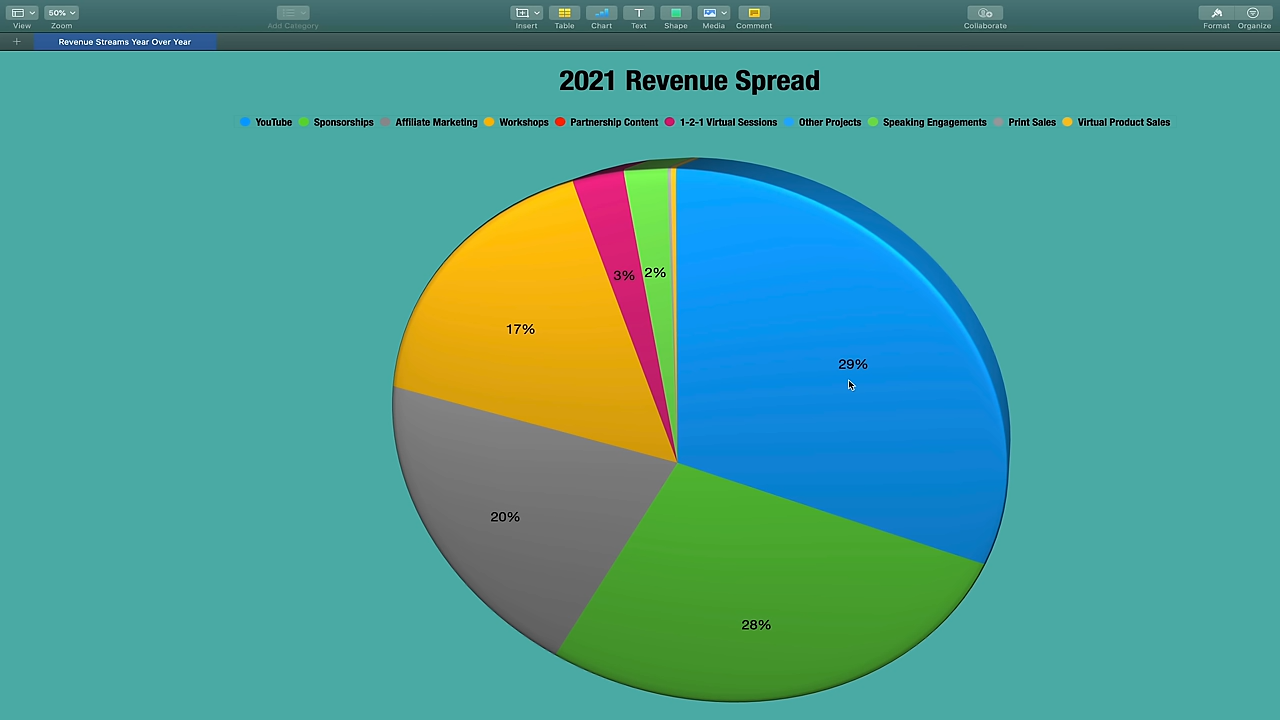 50%
View Zoom Add Category Insert Table Chart Text Shape Media Comment Collaborate Format Organize
Revenue Streams Year Over Year
2021 Revenue Spread
YouTube Sponsorships Affiliate Marketing Workshops Partnership Content 1-2-1 Virtual Sessions Other Projects Speaking Engagements Print Sales Virtual Product Sales
3% 2%
17%
29%
20%
28%